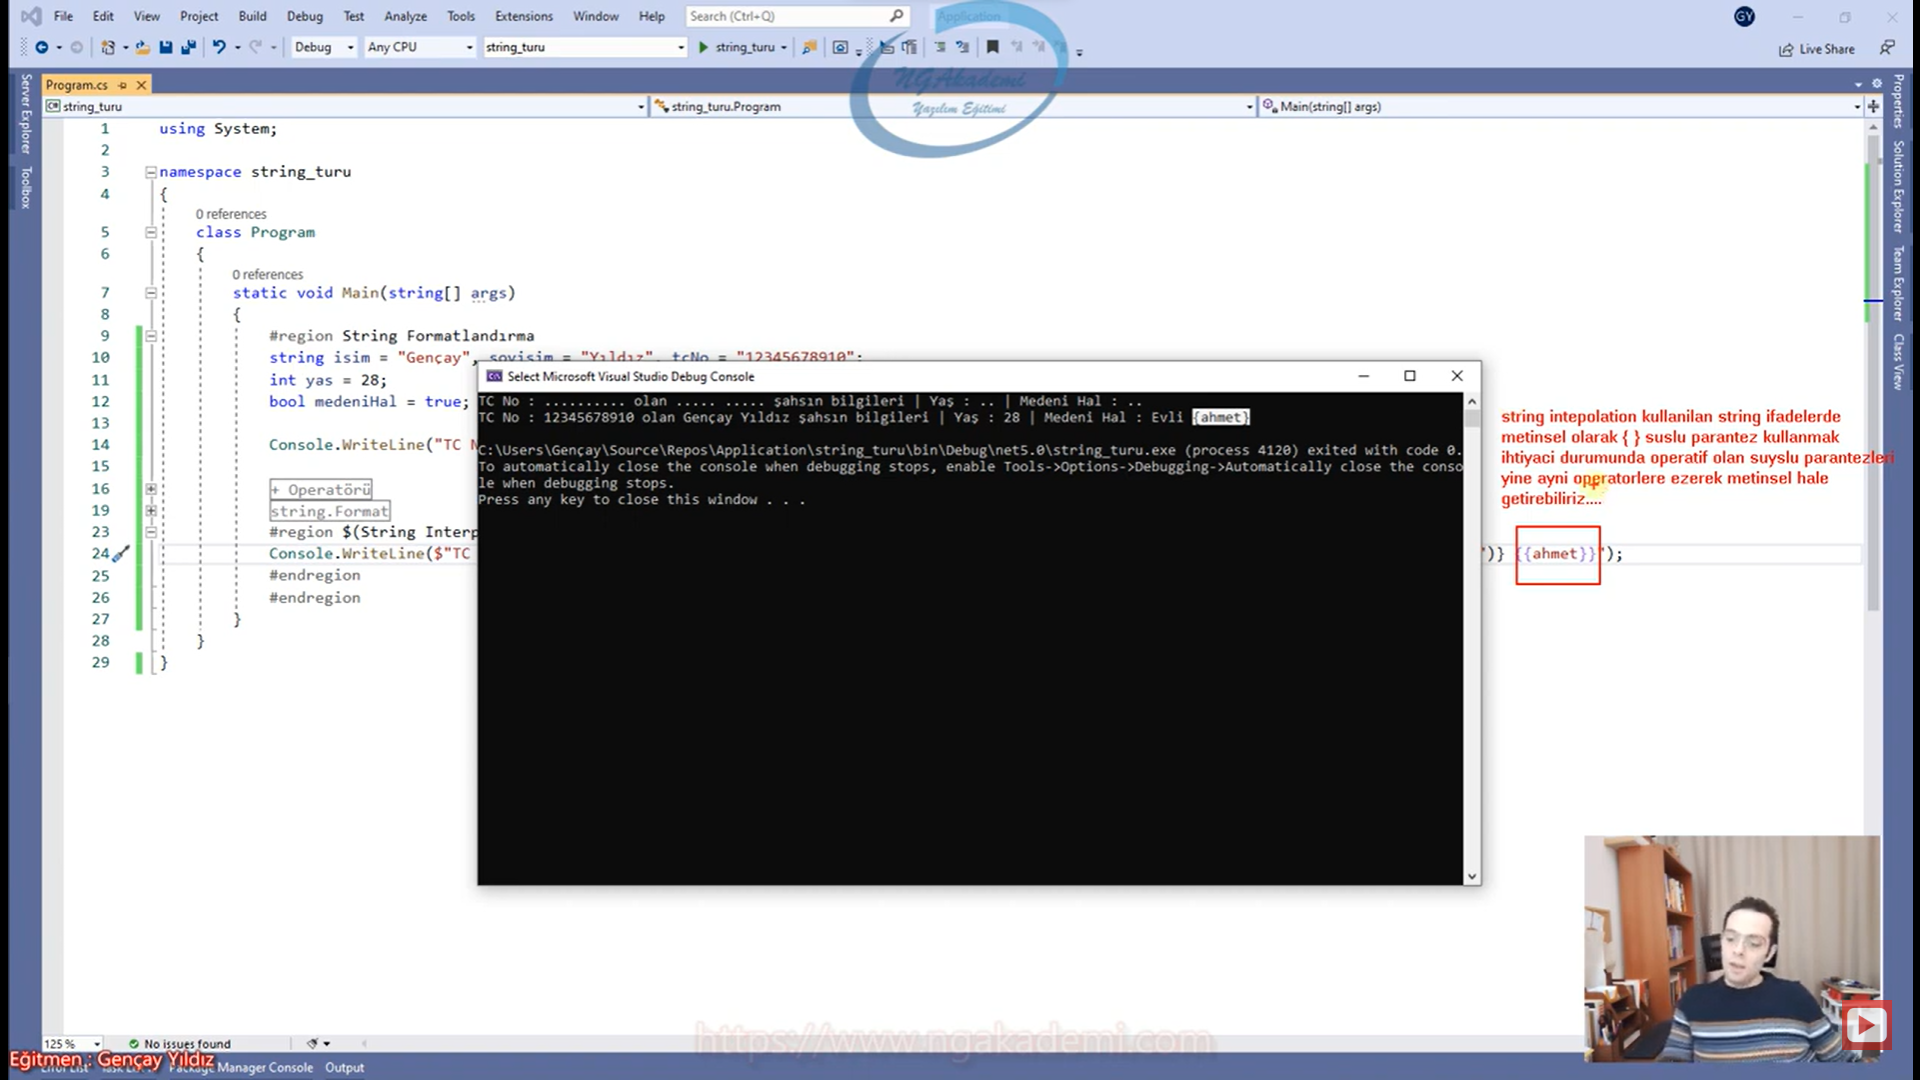 File Edit View Project Build Debug Test Analyze Tools Extensions Window Help Search (Ctrl+Q) Application GY
Debug Any CPU string_turu string_turu Live Share
NGAkademi
Yazılım Eğitimi
Program.cs
string_turu string_turu.Program Main(string[] args)
Server Explorer
Toolbox
Properties
Solution Explorer
Team Explorer
Class View
1 using System;
2
3 namespace string_turu
4 {
0 references
5 class Program
6 {
0 references
7 static void Main(string[] args)
8 {
9 #region String Formatlandırma
10 string isim = "Gençay", soyisim = "Yıldız", tcNo = "12345678910";
11 int yas = 28;
12 bool medeniHal = true;
13
14 Console.WriteLine("TC N
15
16 + Operatörü
19 string.Format
23 #region $(String Interp
24 Console.WriteLine($"TC ")} {{ahmet}}");
25 #endregion
26 #endregion
27 }
28 }
29 }
Select Microsoft Visual Studio Debug Console
TC No : .......... olan ..... ..... şahsın bilgileri | Yaş : .. | Medeni Hal : ..
TC No : 12345678910 olan Gençay Yıldız şahsın bilgileri | Yaş : 28 | Medeni Hal : Evli {ahmet}
C:\Users\Gençay\Source\Repos\Application\string_turu\bin\Debug\net5.0\string_turu.exe (process 4120) exited with code 0.
To automatically close the console when debugging stops, enable Tools->Options->Debugging->Automatically close the conso
le when debugging stops.
Press any key to close this window . . .
string intepolation kullanilan string ifadelerde
metinsel olarak { } suslu parantez kullanmak
ihtiyaci durumunda operatif olan suyslu parantezleri
yine ayni operatorlere ezerek metinsel hale
getirebiliriz....
125 % No issues found
https://www.ngakademi.com
Eğitmen : Gençay Yıldız
Error List Package Manager Console Output